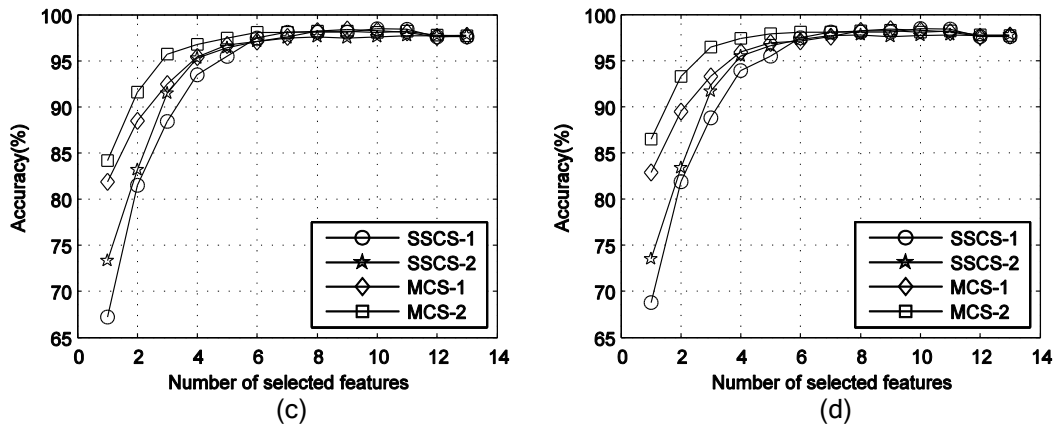 Accuracy(%)
100
95
90
85
80
75
70
65
0 2 4 6 8 10 12 14
SSCS-1
SSCS-2
MCS-1
MCS-2
Number of selected features
(c)
Accuracy(%)
100
95
90
85
80
75
70
65
0 2 4 6 8 10 12 14
SSCS-1
SSCS-2
MCS-1
MCS-2
Number of selected features
(d)